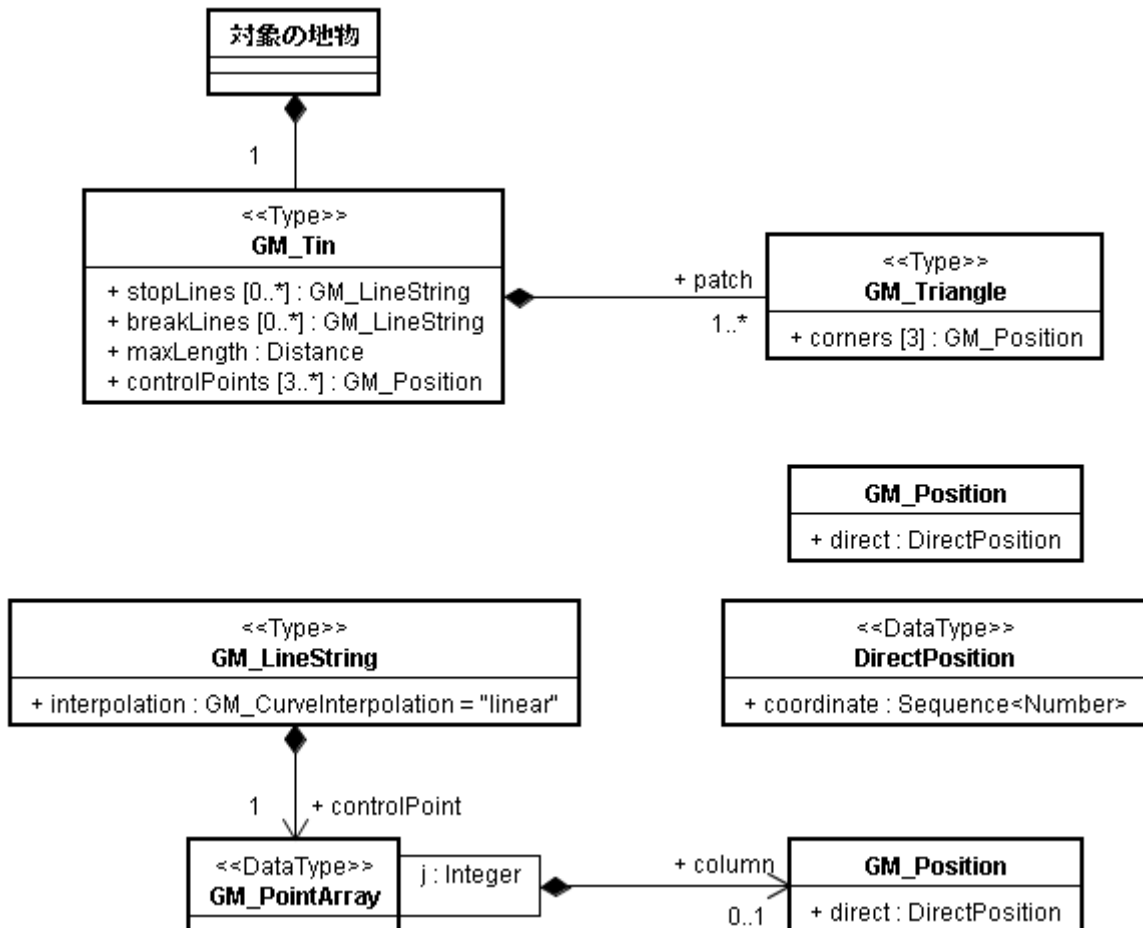 対象の地物
1
<<Type>>
GM_Tin
+ stopLines [0..*] : GM_LineString
+ breakLines [0..*] : GM_LineString
+ maxLength : Distance
+ controlPoints [3..*] : GM_Position
+ patch
1..*
<<Type>>
GM_Triangle
+ corners [3] : GM_Position
GM_Position
+ direct : DirectPosition
<<Type>>
GM_LineString
+ interpolation : GM_CurveInterpolation = "linear"
<<DataType>>
DirectPosition
+ coordinate : Sequence<Number>
1
+ controlPoint
<<DataType>>
GM_PointArray
j : Integer
+ column
0..1
GM_Position
+ direct : DirectPosition